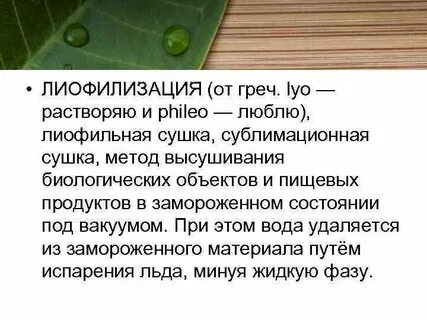 • ЛИОФИЛИЗАЦИЯ (от греч. lyo —
растворяю и phileo — люблю),
лиофильная сушка, сублимационная
сушка, метод высушивания
биологических объектов и пищевых
продуктов в замороженном состоянии
под вакуумом. При этом вода удаляется
из замороженного материала путём
испарения льда, минуя жидкую фазу.